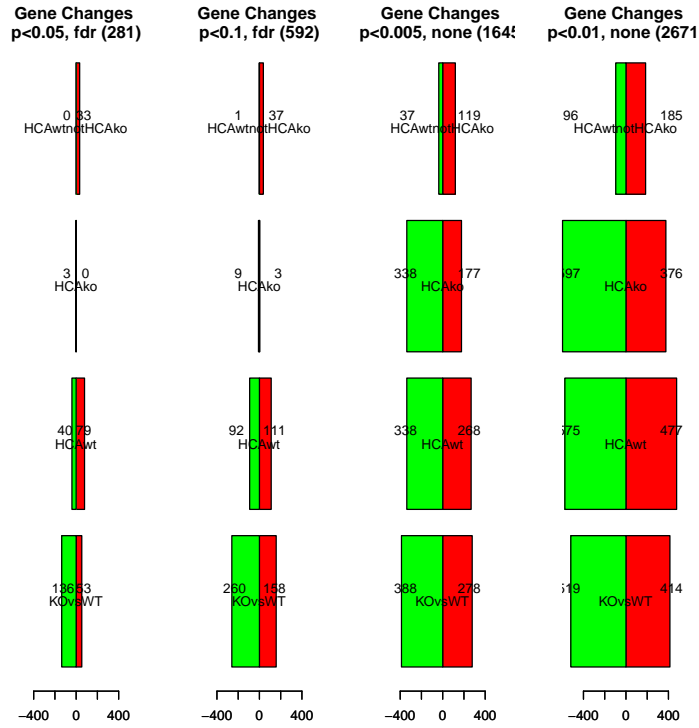 Gene Changes
p<0.05, fdr (281)
0 33
HCAwtnotHCAko
3 0
HCAko
40 79
HCAwt
136 53
KOvsWT
−400 0 400
Gene Changes
p<0.1, fdr (592)
1 37
HCAwtnotHCAko
9 3
HCAko
92 111
HCAwt
260 158
KOvsWT
−400 0 400
Gene Changes
p<0.005, none (1645
37 119
HCAwtnotHCAko
338 177
HCAko
338 268
HCAwt
388 278
KOvsWT
−400 0 400
Gene Changes
p<0.01, none (2671
96 185
HCAwtnotHCAko
597 376
HCAko
575 477
HCAwt
519 414
KOvsWT
−400 0 400